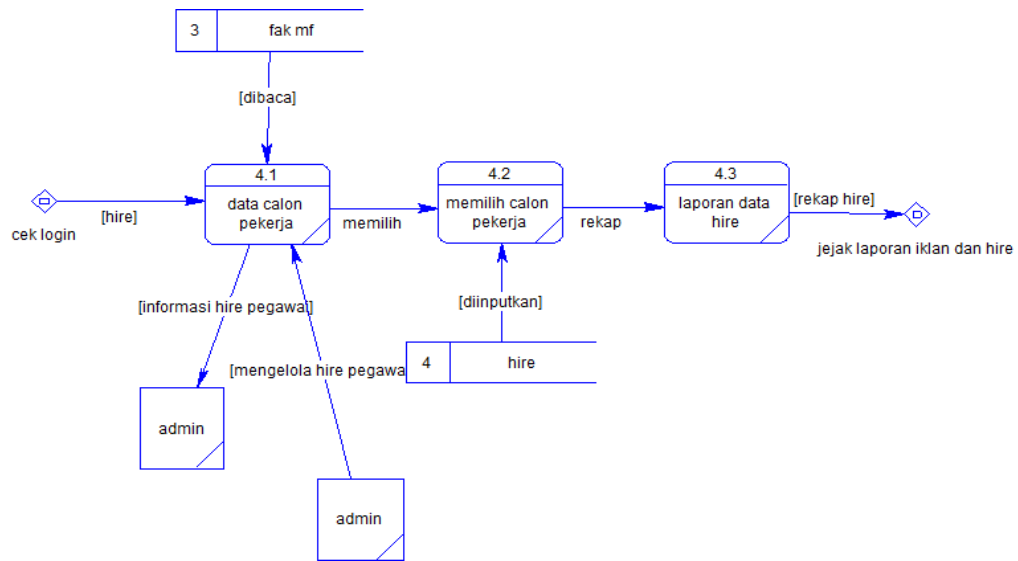 3 fak mf
[dibaca]
4.1
data calon
pekerja
4.2
memilih calon
pekerja
4.3
laporan data
hire
[hire]
cek login
memilih
rekap
[rekap hire]
jejak laporan iklan dan hire
[informasi hire pegawai]
[diinputkan]
[mengelola hire pegawa
4 hire
admin
admin